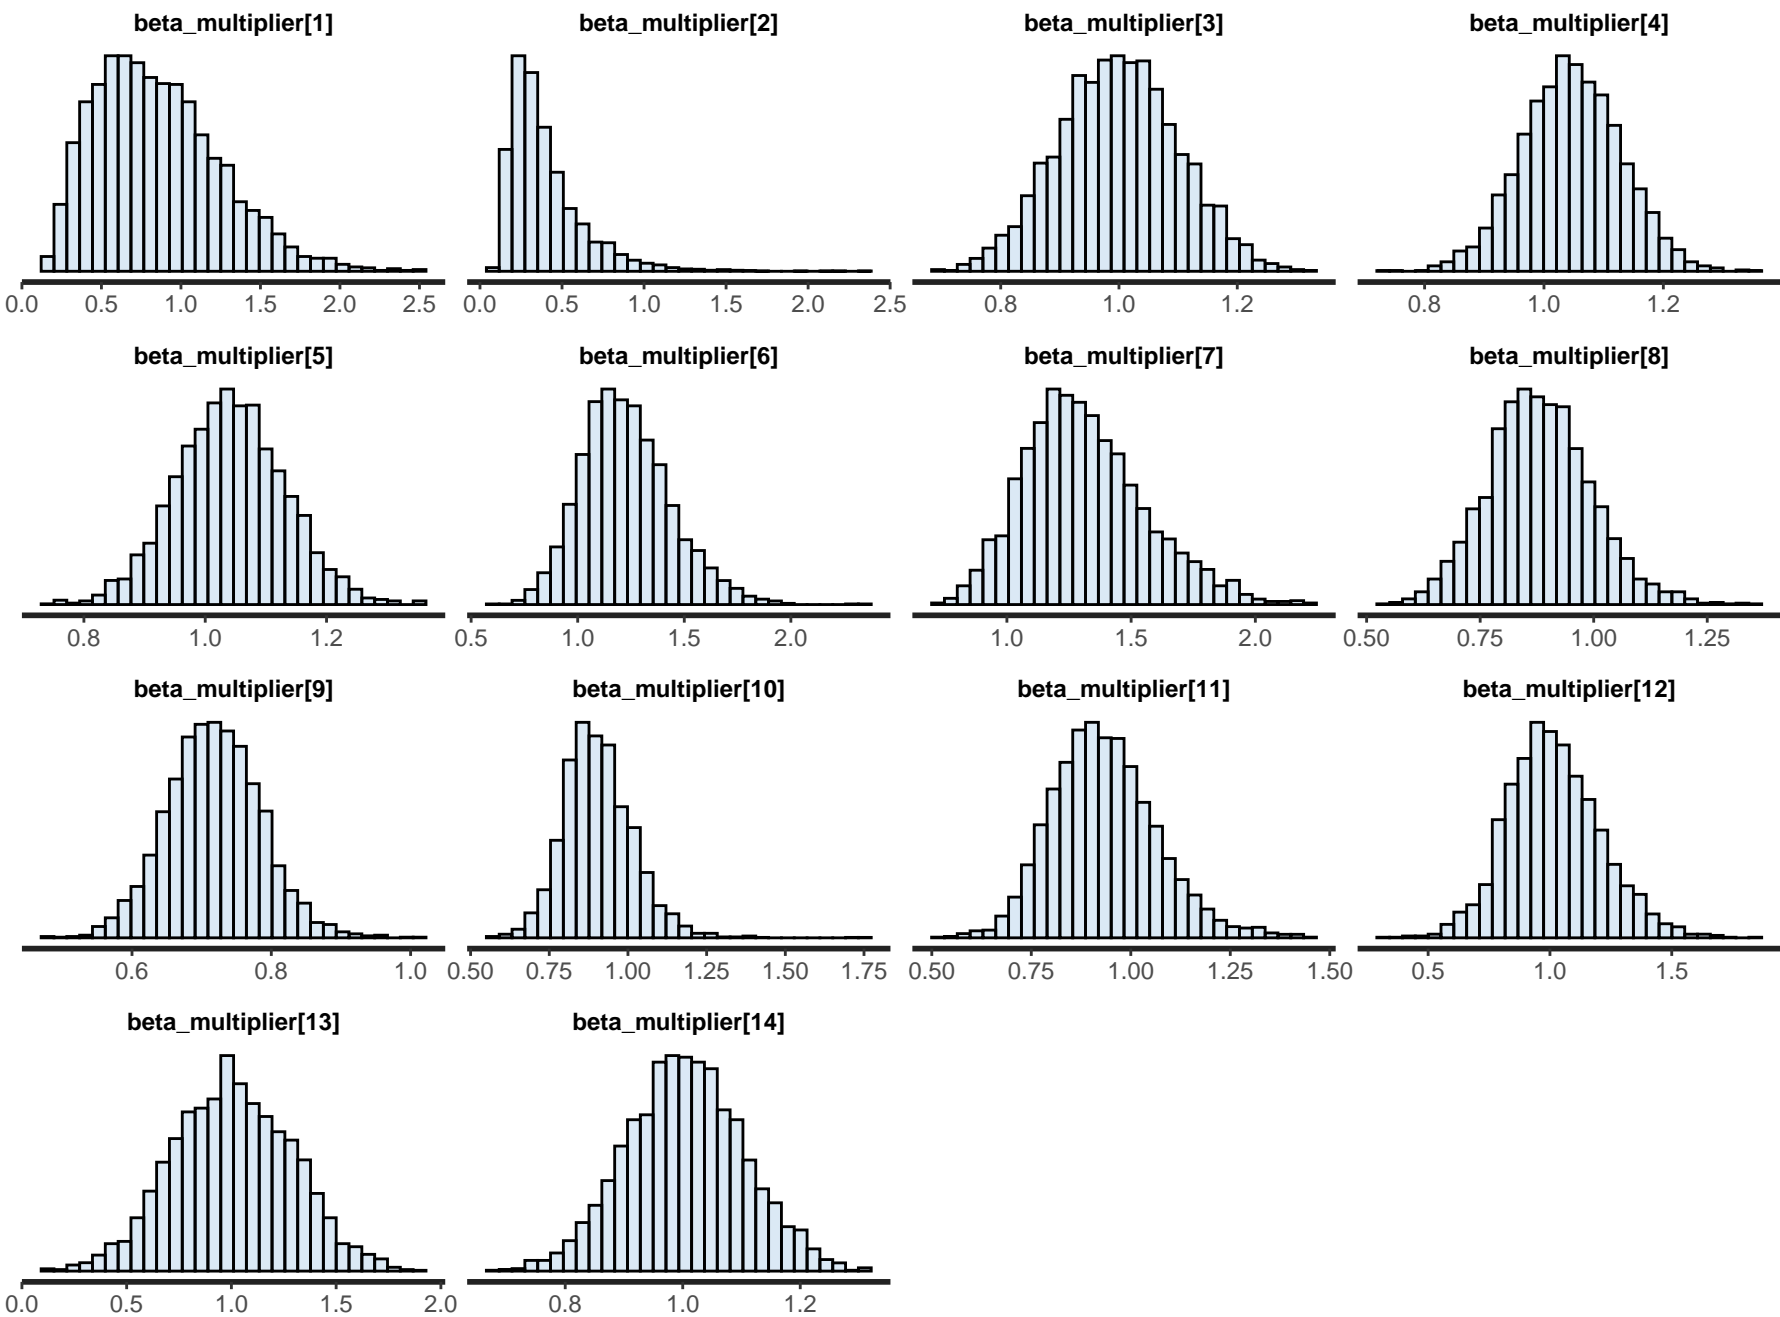 beta_multiplier[1] beta_multiplier[2] beta_multiplier[3] beta_multiplier[4]
0.0 0.5 1.0 1.5 2.0 2.5 0.0 0.5 1.0 1.5 2.0 2.5 0.8 1.0 1.2 0.8 1.0 1.2
beta_multiplier[5] beta_multiplier[6] beta_multiplier[7] beta_multiplier[8]
0.8 1.0 1.2 0.5 1.0 1.5 2.0 1.0 1.5 2.0 0.50 0.75 1.00 1.25
beta_multiplier[9] beta_multiplier[10] beta_multiplier[11] beta_multiplier[12]
0.6 0.8 1.0 0.50 0.75 1.00 1.25 1.50 1.75 0.50 0.75 1.00 1.25 1.50 0.5 1.0 1.5
beta_multiplier[13] beta_multiplier[14]
0.0 0.5 1.0 1.5 2.0 0.8 1.0 1.2